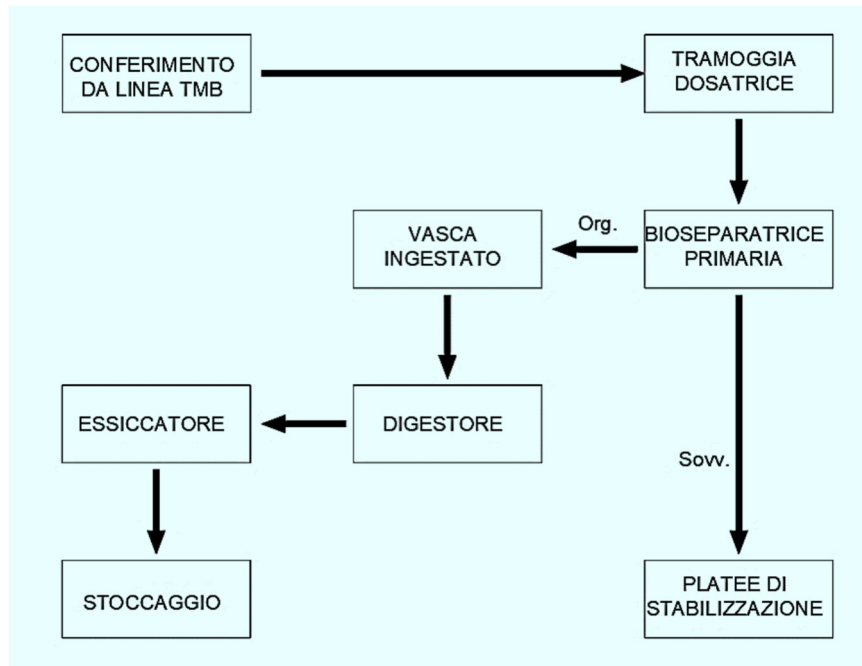 CONFERIMENTO
DA LINEA TMB
TRAMOGGIA
DOSATRICE
VASCA
INGESTATO
Org.
BIOSEPARATRICE
PRIMARIA
ESSICCATORE
DIGESTORE
Sovv.
STOCCAGGIO
PLATEE DI
STABILIZZAZIONE